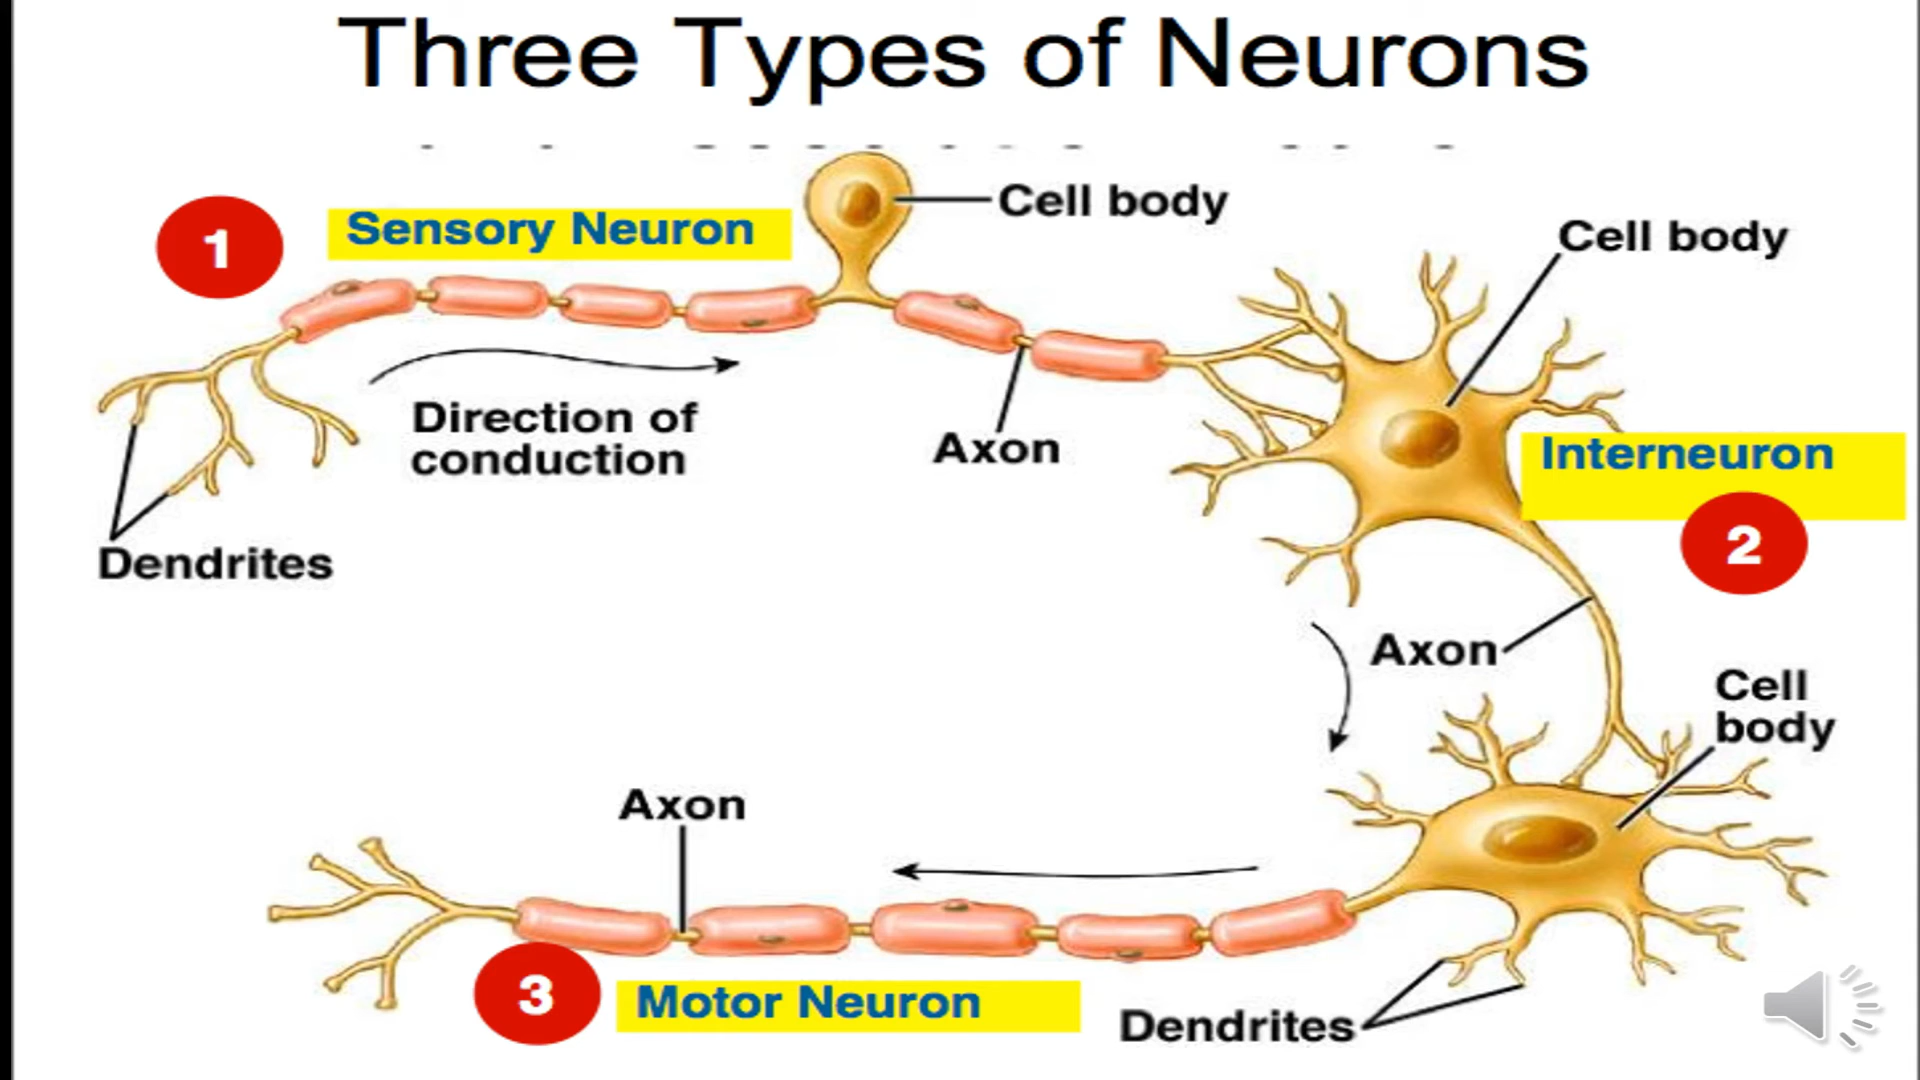 Three Types of Neurons
1
Sensory Neuron
Cell body
Cell body
Direction of
conduction
Axon
Interneuron
2
Dendrites
Axon
Cell
body
Axon
3
Motor Neuron
Dendrites